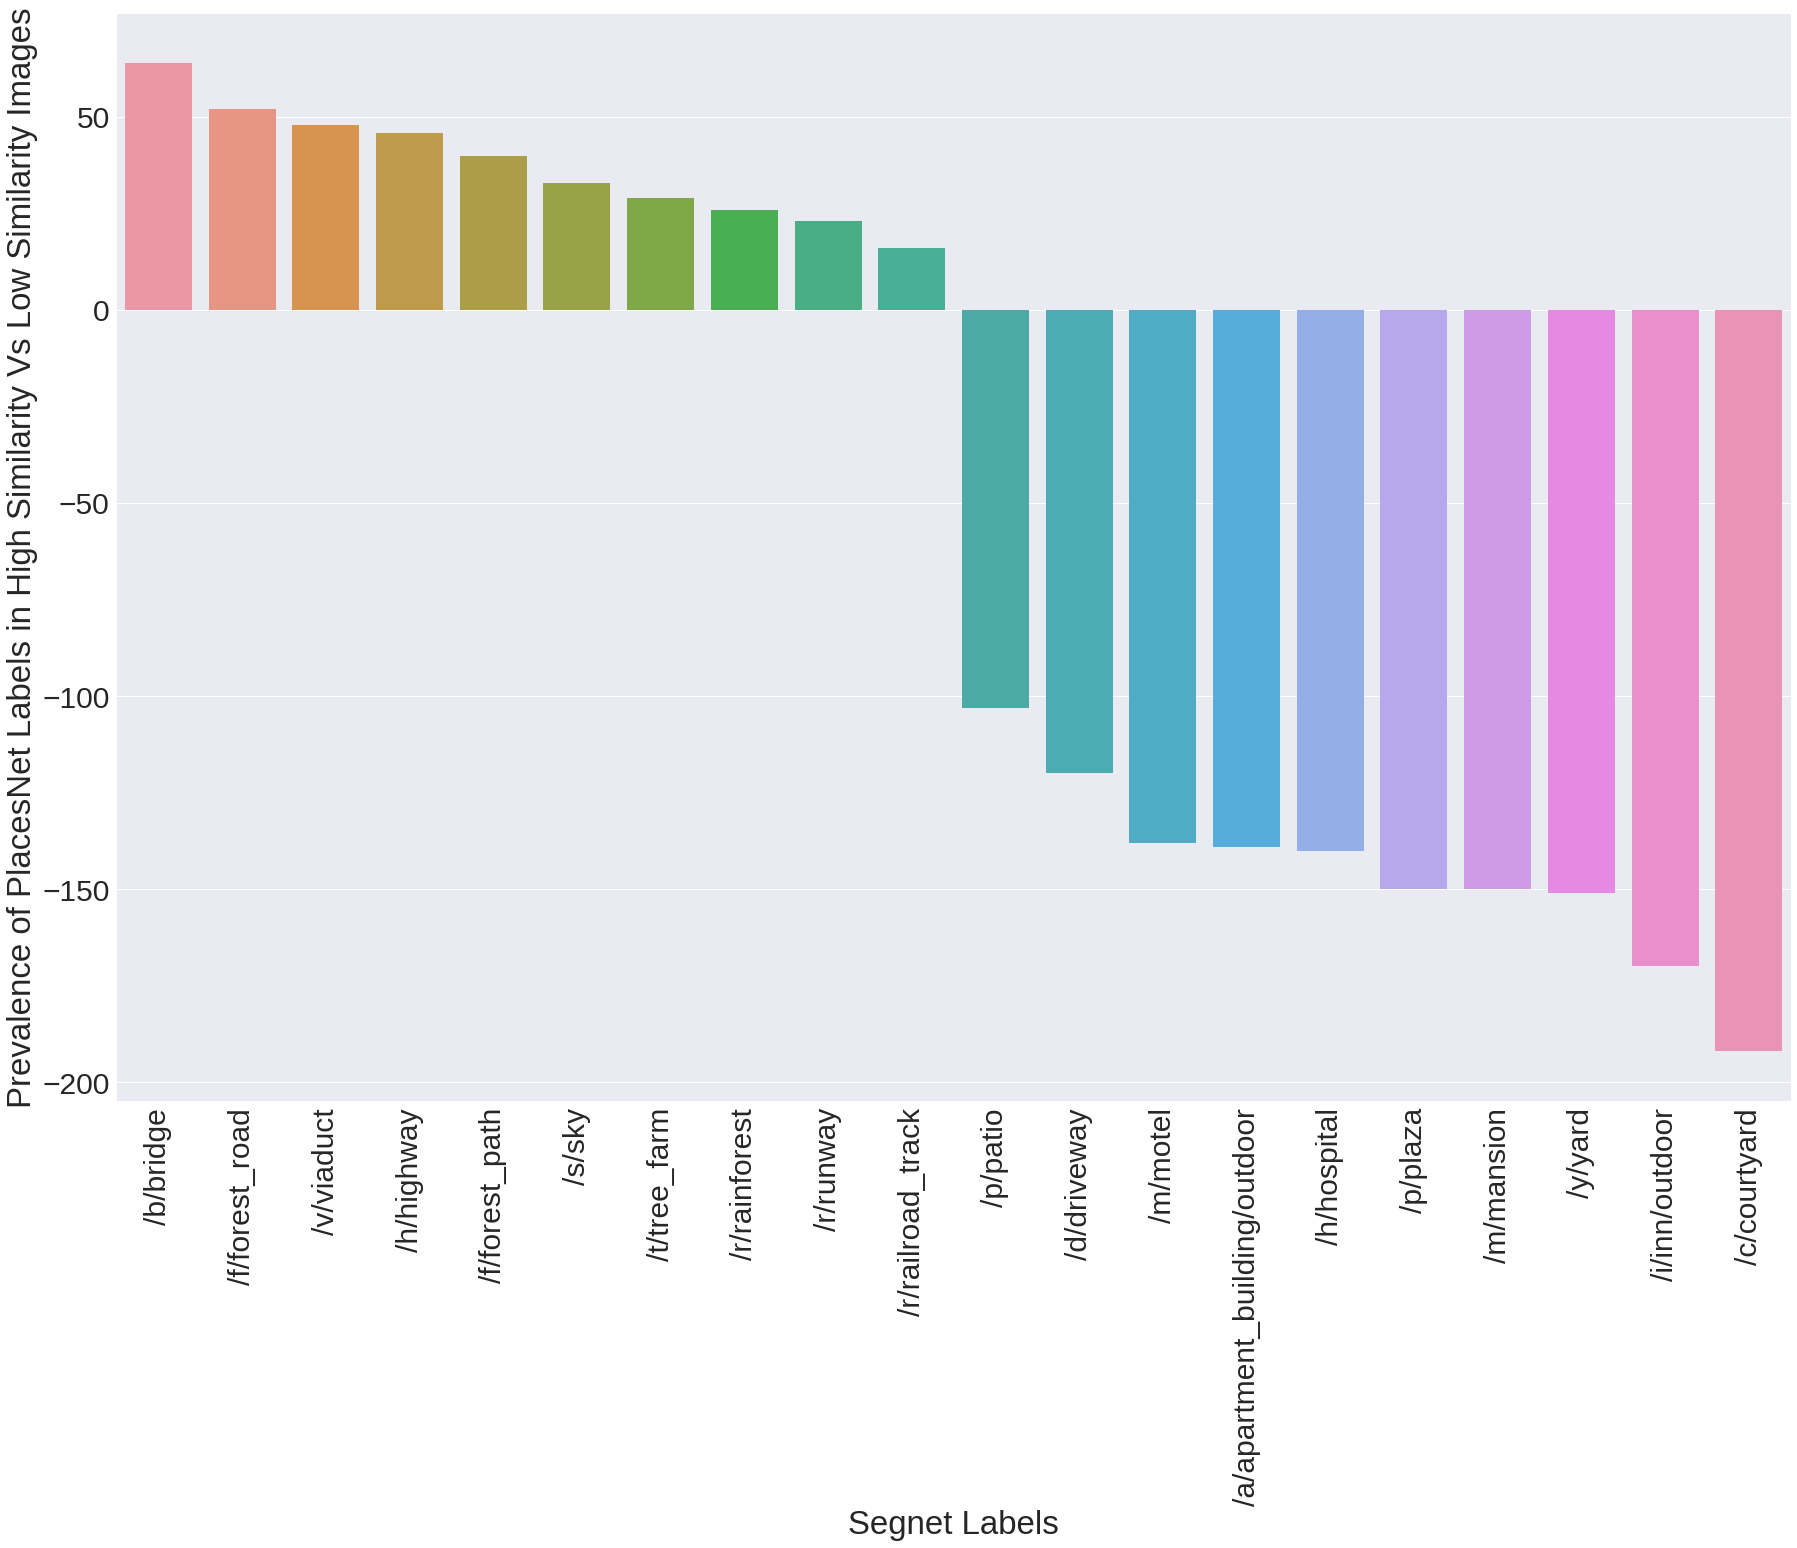 Prevalence of PlacesNet Labels in High Similarity Vs Low Similarity Images
50
0
−50
−100
−150
−200
/b/bridge
/f/forest_road
/v/viaduct
/h/highway
/f/forest_path
/s/sky
/t/tree_farm
/r/rainforest
/r/runway
/r/railroad_track
/p/patio
/d/driveway
/m/motel
/a/apartment_building/outdoor
/h/hospital
/p/plaza
/m/mansion
/y/yard
/i/inn/outdoor
/c/courtyard
Segnet Labels